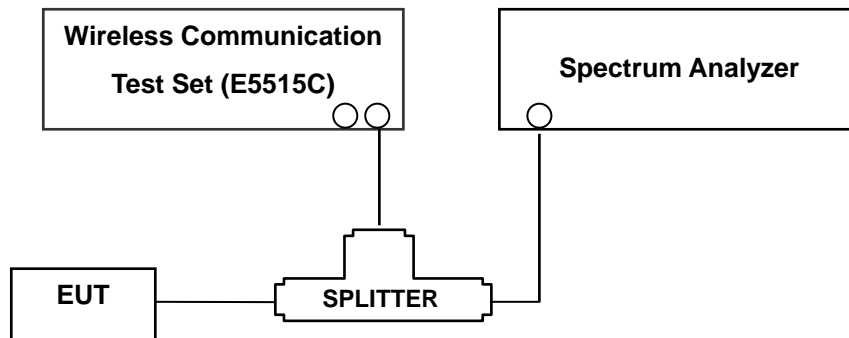 Wireless Communication
Test Set (E5515C)
Spectrum Analyzer
EUT
SPLITTER